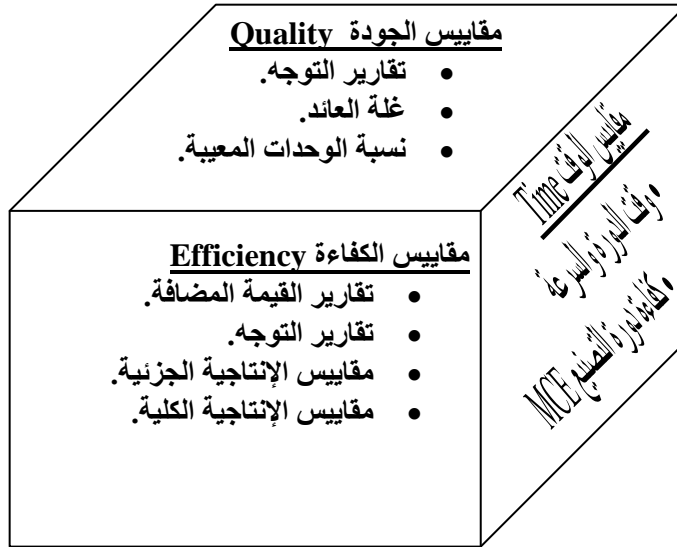 مقاييس الجودة Quality
• تقارير التوجه.
• غلة العائد.
• نسبة الوحدات المعيبة.
مقاييس الكفاءة Efficiency
• تقارير القيمة المضافة.
• تقارير التوجه.
• مقاييس الإنتاجية الجزئية.
• مقاييس الإنتاجية الكلية.
مقاييس الوقت Time
• وقت الدورة والسرعة
• كفاءة دورة التصنيع MCE